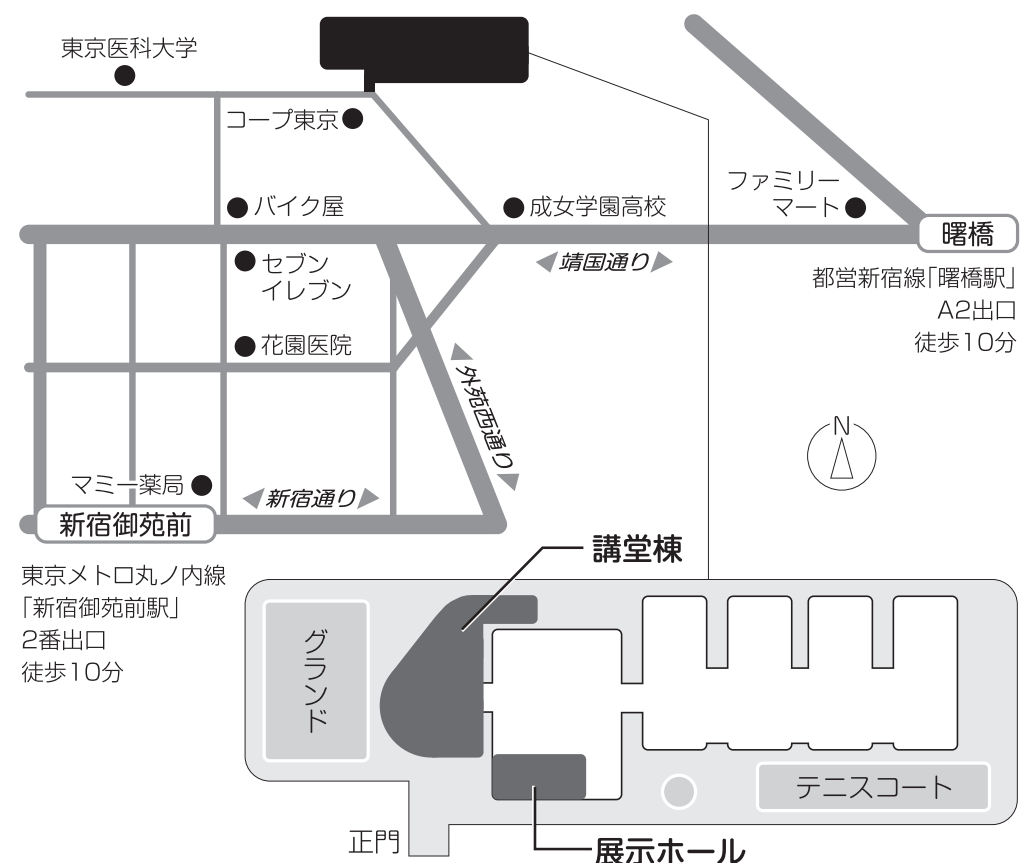 東京医科大学
コープ東京
バイク屋
成女学園高校
ファミリー
マート
曙橋
靖国通り
都営新宿線「曙橋駅」
A2出口
徒歩10分
セブン
イレブン
花園医院
外苑西通り
N
マミー薬局
新宿通り
新宿御苑前
東京メトロ丸ノ内線
「新宿御苑前駅」
2番出口
徒歩10分
講堂棟
グランド
テニスコート
正門
展示ホール